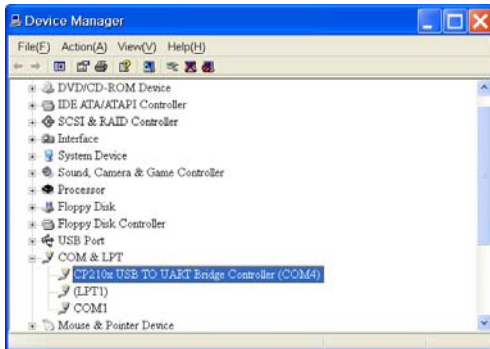 Device Manager
File(F) Action(A) View(V) Help(H)
DVD/CD-ROM Device
IDE ATA/ATAPI Controller
SCSI & RAID Controller
Interface
System Device
Sound, Camera & Game Controller
Processor
Floppy Disk
Floppy Disk Controller
USB Port
COM & LPT
CP210x USB TO UART Bridge Controller (COM4)
(LPT1)
COM1
Mouse & Pointer Device